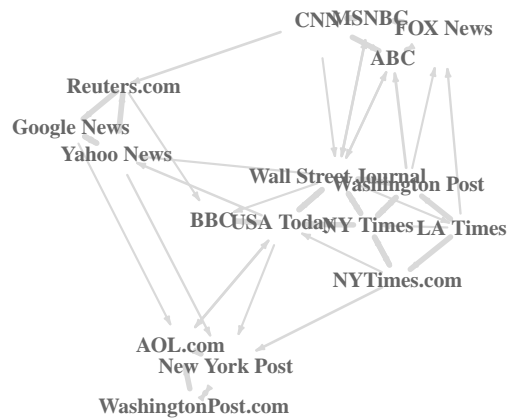 CNN
MSNBC
FOX News
ABC
Reuters.com
Google News
Yahoo News
Wall Street Journal
Washington Post
BBC
USA Today
NY Times
LA Times
NYTimes.com
AOL.com
New York Post
WashingtonPost.com